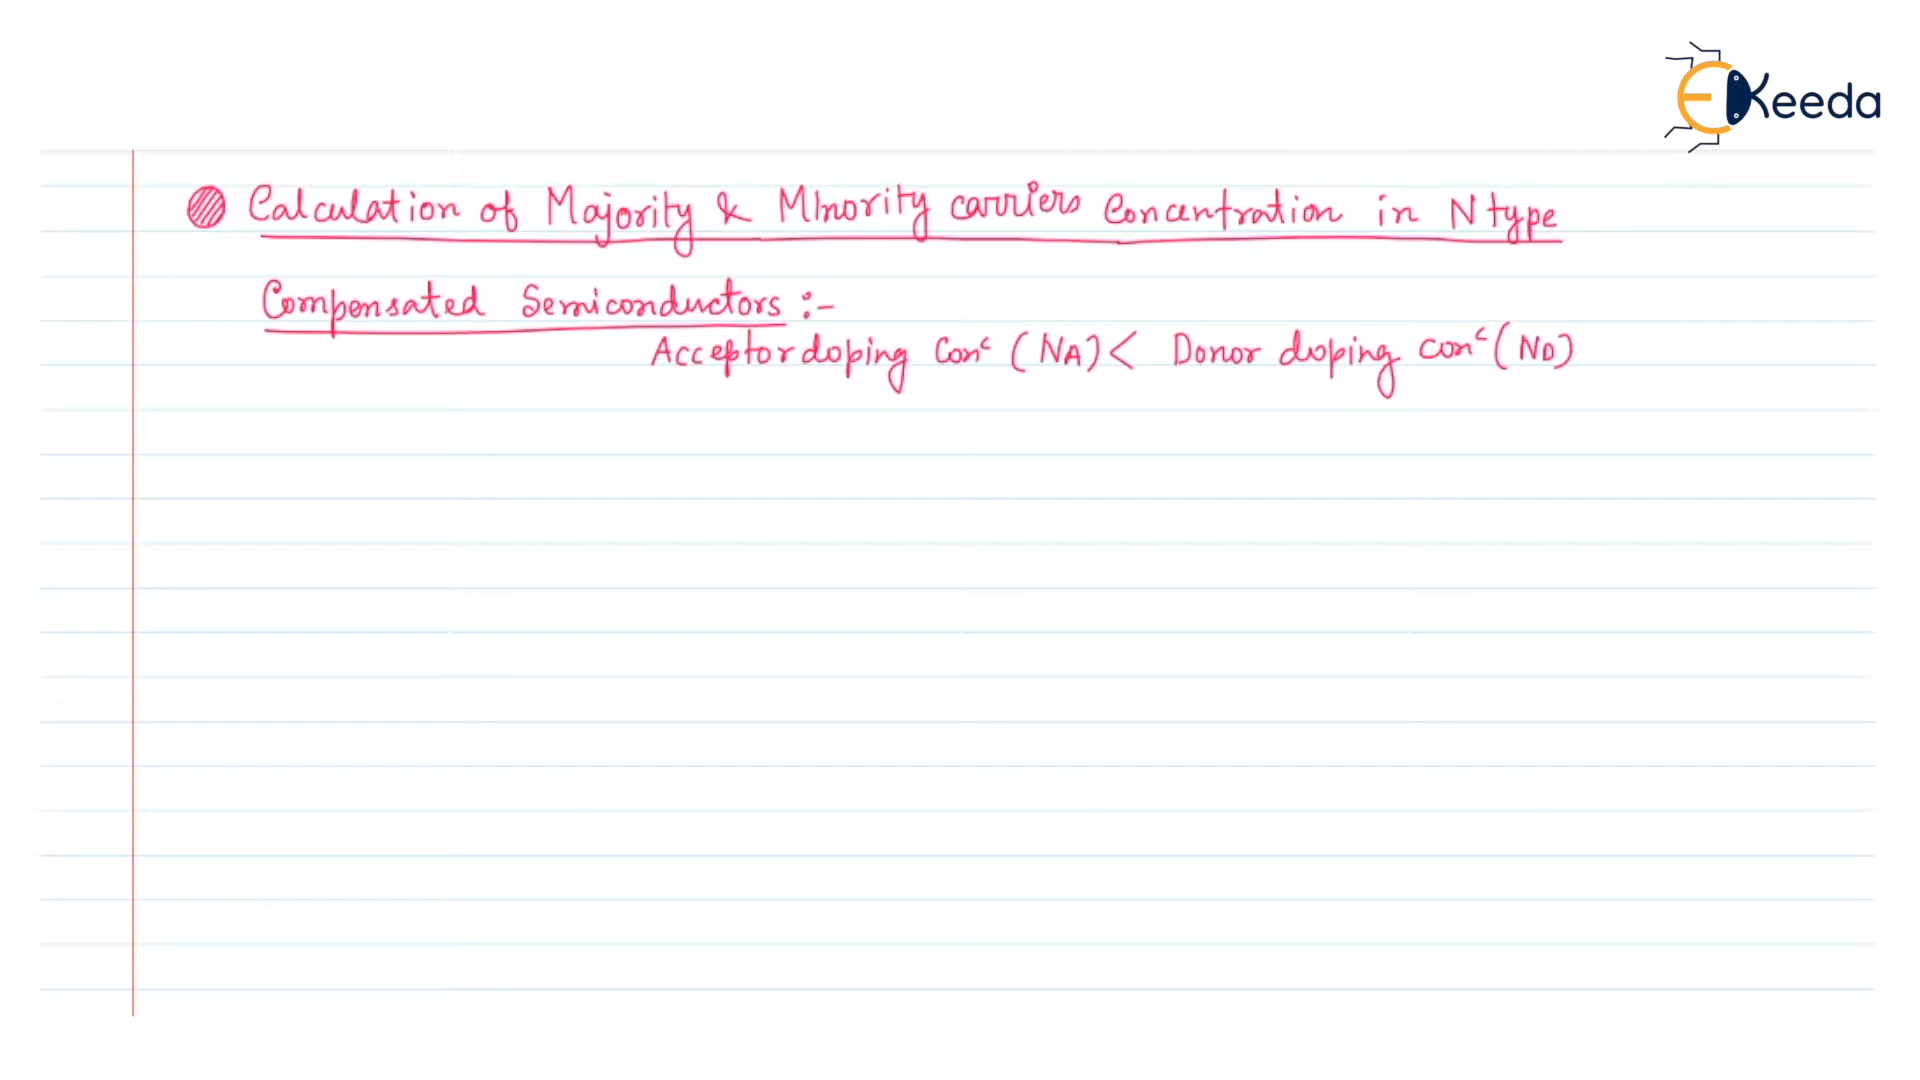 EKeeda
Calculation of Majority & MInority carriers Concentration in N type
Compensated Semiconductors :-
Acceptor doping Conᶜ (NA) < Donor doping conᶜ (ND)